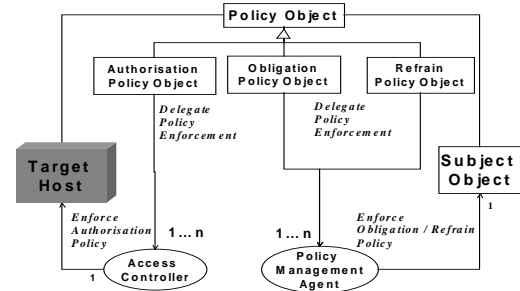 Policy Object
Authorisation
Policy Object
Obligation
Policy Object
Refrain
Policy Object
Delegate
Policy
Enforcement
Delegate
Policy
Enforcement
Target
Host
Subject
Object
1
Enforce
Authorisation
Policy
1...n
1...n
Enforce
Obligation / Refrain
Policy
1
Access
Controller
Policy
Management
Agent